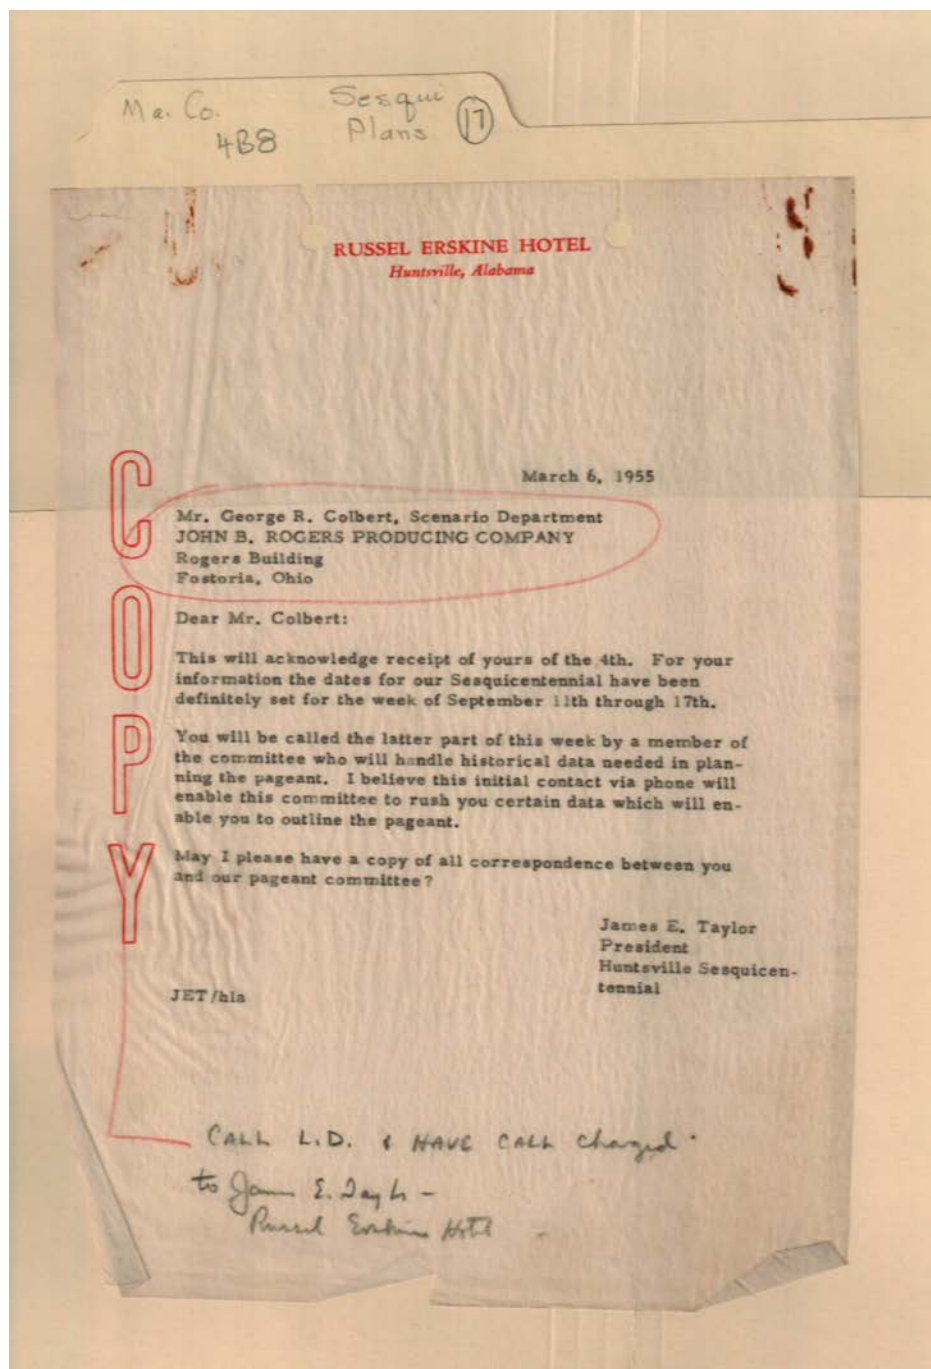 Ma. Co.
4B8
Sesqui
Plans 17
RUSSEL ERSKINE HOTEL
Huntsville, Alabama
COPY
March 6, 1955
Mr. George R. Colbert, Scenario Department
JOHN B. ROGERS PRODUCING COMPANY
Rogers Building
Fostoria, Ohio
Dear Mr. Colbert:
This will acknowledge receipt of yours of the 4th. For your
information the dates for our Sesquicentennial have been
definitely set for the week of September 11th through 17th.
You will be called the latter part of this week by a member of
the committee who will handle historical data needed in plan-
ning the pageant. I believe this initial contact via phone will
enable this committee to rush you certain data which will en-
able you to outline the pageant.
May I please have a copy of all correspondence between you
and our pageant committee?
James E. Taylor
President
Huntsville Sesquicen-
tennial
JET/hls
CALL L.D. & HAVE CALL charged
to James E. Taylor -
Russel Erskine Hotel